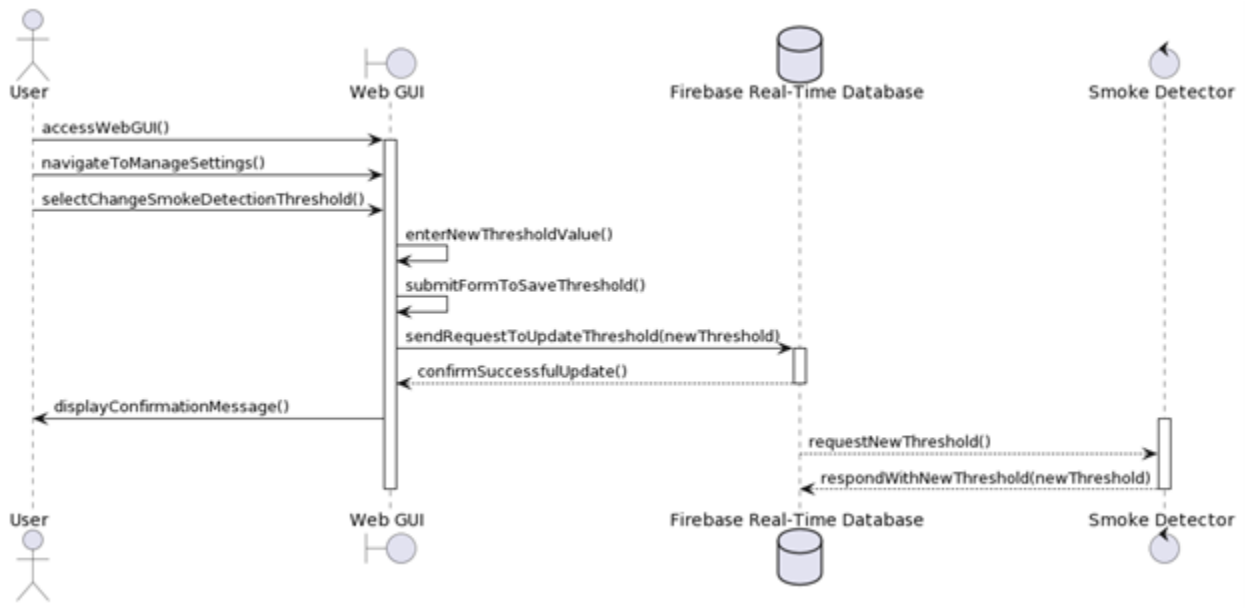 User
Web GUI
Firebase Real-Time Database
Smoke Detector
accessWebGUI()
navigateToManageSettings()
selectChangeSmokeDetectionThreshold()
enterNewThresholdValue()
submitFormToSaveThreshold()
sendRequestToUpdateThreshold(newThreshold)
confirmSuccessfulUpdate()
displayConfirmationMessage()
requestNewThreshold()
respondWithNewThreshold(newThreshold)
User
Web GUI
Firebase Real-Time Database
Smoke Detector